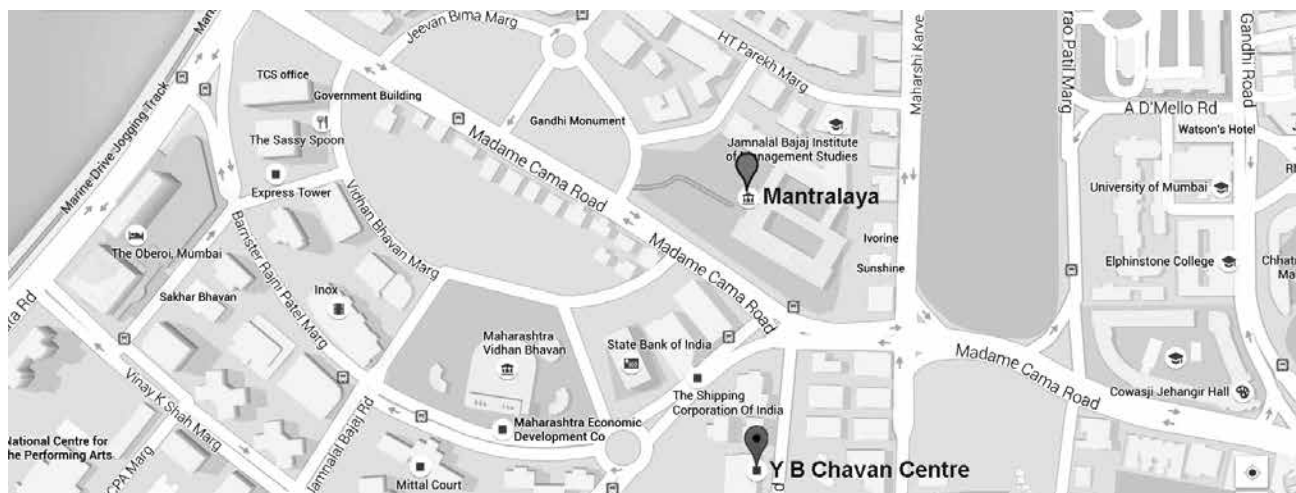 Jeevan Bima Marg
HT Parekh Marg
Maharshi Karve
rao Patil Marg
Gandhi Road
TCS office
Government Building
Gandhi Monument
The Sassy Spoon
Express Tower
Marine Drive Jogging Track
Madame Cama Road
Jamnalal Bajaj Institute
of Management Studies
Mantralaya
A D'Mello Rd
Watson's Hotel
University of Mumbai
Elphinstone College
Ivorine
Sunshine
Vidhan Bhavan Marg
Barrister Rajni Patel Marg
The Oberoi, Mumbai
Sakhar Bhavan
Inox
Madame Cama Road
Maharashtra
Vidhan Bhavan
State Bank of India
The Shipping
Corporation Of India
Madame Cama Road
Cowasji Jehangir Hall
Vinay K Shah Marg
Jamnalal Bajaj Rd
Maharashtra Economic
Development Co
National Centre for
he Performing Arts
CPA Marg
Mittal Court
Y B Chavan Centre